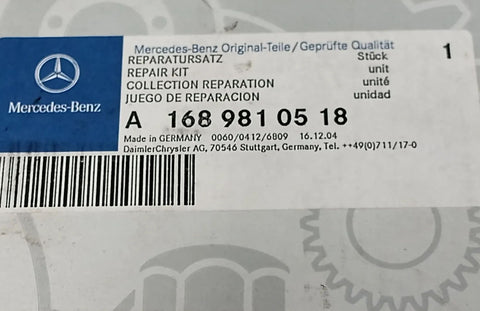 Mercedes-Benz Original-Teile/Geprüfte Qualität
REPARATURSATZ Stück 1
REPAIR KIT unit
COLLECTION REPARATION unité
JUEGO DE REPARACION unidad
Mercedes-Benz
A 168 981 05 18
Made in GERMANY 0060/0412/6809 16.12.04
DaimlerChrysler AG, 70546 Stuttgart, Germany, Tel. ++49(0)711/17-0